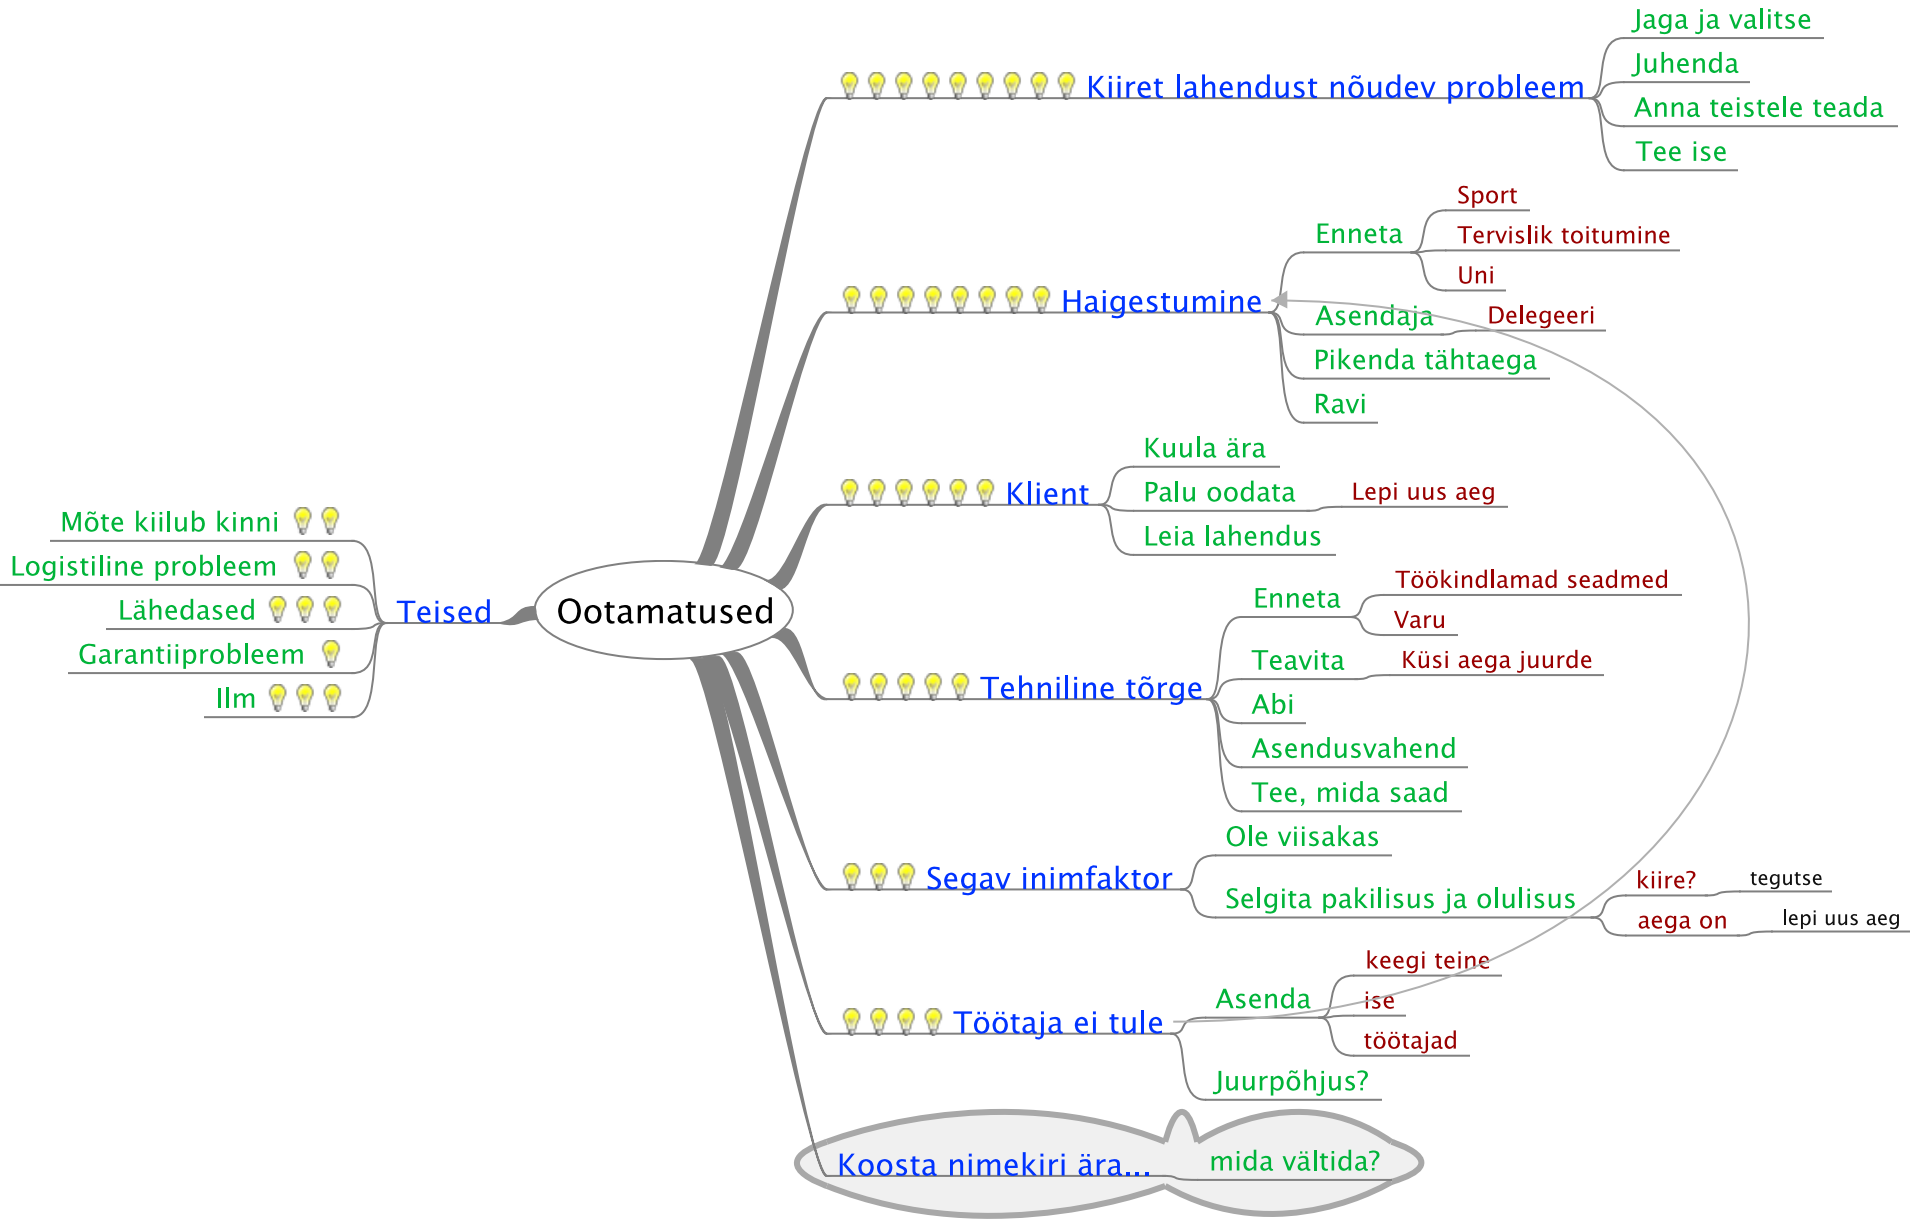 Ootamatused
Kiiret lahendust nõudev probleem
Jaga ja valitse
Juhenda
Anna teistele teada
Tee ise
Haigestumine
Enneta
Sport
Tervislik toitumine
Uni
Asendaja
Delegeeri
Pikenda tähtaega
Ravi
Klient
Kuula ära
Palu oodata
Lepi uus aeg
Leia lahendus
Tehniline tõrge
Enneta
Töökindlamad seadmed
Varu
Teavita
Küsi aega juurde
Abi
Asendusvahend
Tee, mida saad
Segav inimfaktor
Ole viisakas
Selgita pakilisus ja olulisus
kiire?
tegutse
aega on
lepi uus aeg
Töötaja ei tule
Asenda
keegi teine
ise
töötajad
Juurpõhjus?
Koosta nimekiri ära...
mida vältida?
Teised
Mõte kiilub kinni
Logistiline probleem
Lähedased
Garantiiprobleem
Ilm